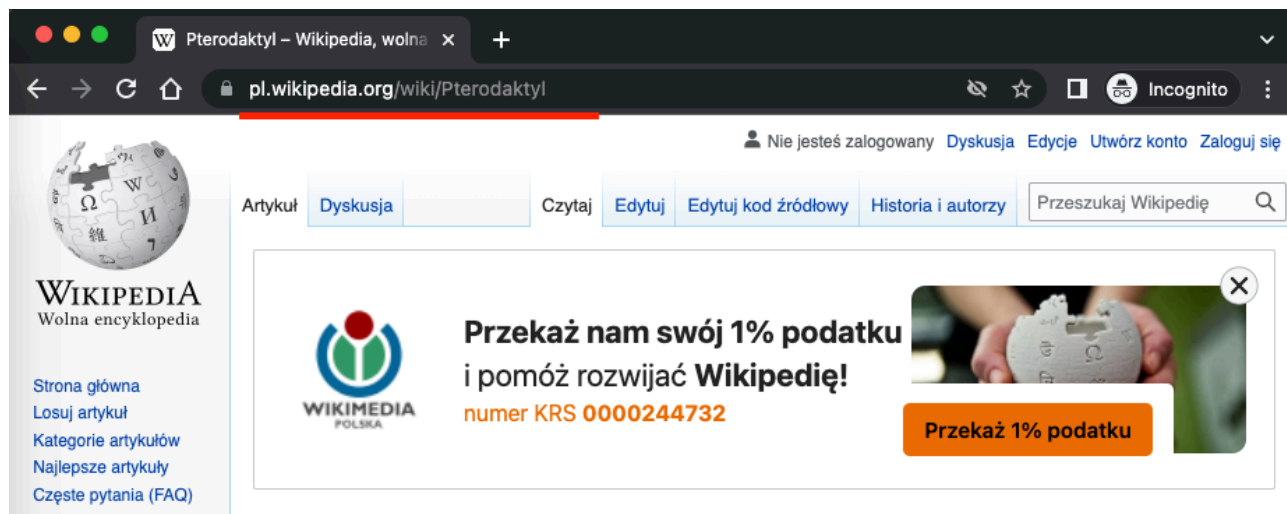 Pterodaktyl – Wikipedia, wolna
pl.wikipedia.org/wiki/Pterodaktyl
Incognito
Nie jesteś zalogowany Dyskusja Edycje Utwórz konto Zaloguj się
Artykuł Dyskusja Czytaj Edytuj Edytuj kod źródłowy Historia i autorzy Przeszukaj Wikipedię
WIKIPEDIA
Wolna encyklopedia
Strona główna
Losuj artykuł
Kategorie artykułów
Najlepsze artykuły
Częste pytania (FAQ)
WIKIMEDIA
POLSKA
Przekaż nam swój 1% podatku
i pomóż rozwijać Wikipedię!
numer KRS 0000244732
Przekaż 1% podatku